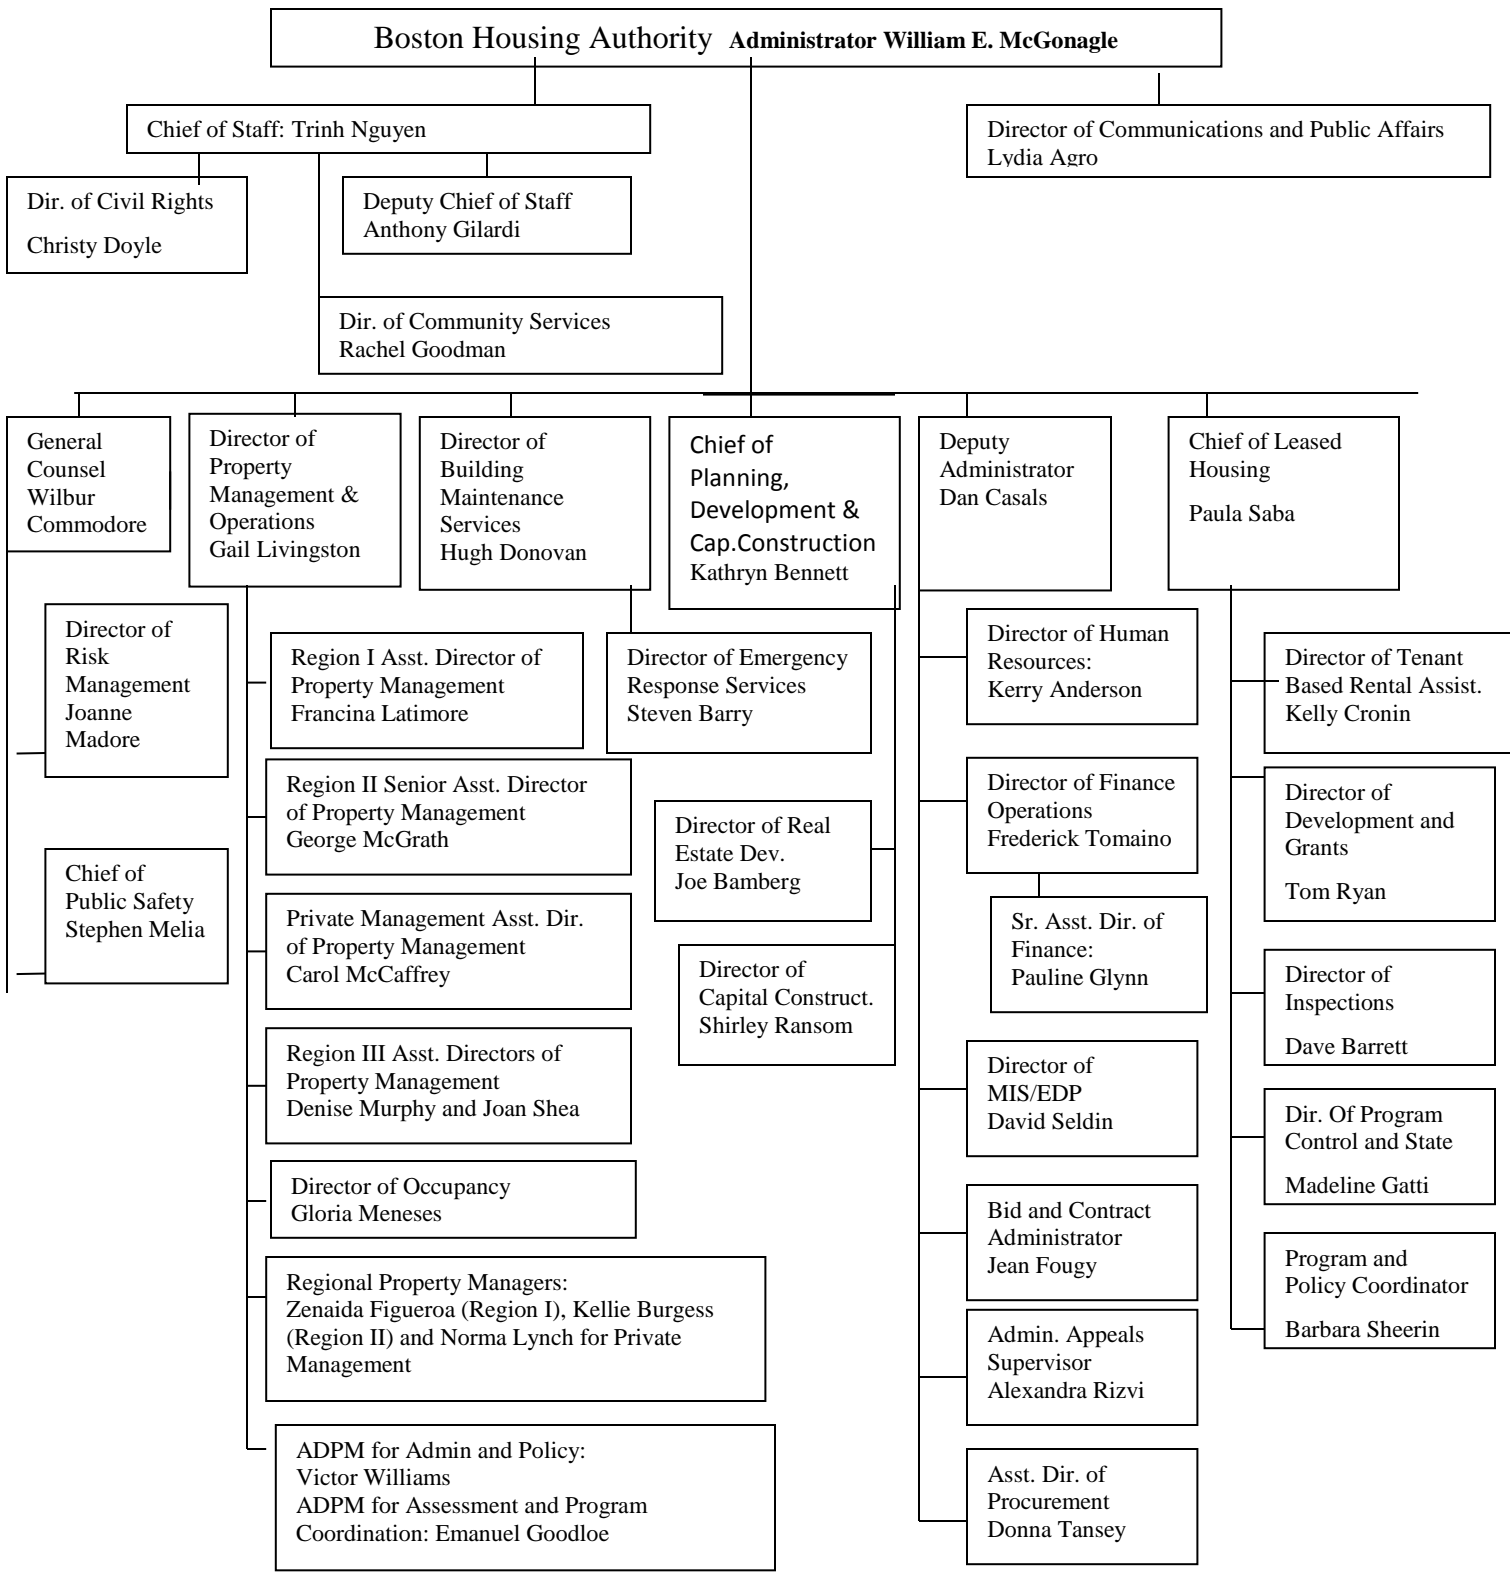 Boston Housing Authority Administrator William E. McGonagle
Chief of Staff: Trinh Nguyen
Director of Communications and Public Affairs
Lydia Agro
Dir. of Civil Rights
Christy Doyle
Deputy Chief of Staff
Anthony Gilardi
Dir. of Community Services
Rachel Goodman
General
Counsel
Wilbur
Commodore
Director of
Property
Management &
Operations
Gail Livingston
Director of
Building
Maintenance
Services
Hugh Donovan
Chief of
Planning,
Development &
Cap.Construction
Kathryn Bennett
Deputy
Administrator
Dan Casals
Chief of Leased
Housing
Paula Saba
Director of
Risk
Management
Joanne
Madore
Chief of
Public Safety
Stephen Melia
Region I Asst. Director of
Property Management
Francina Latimore
Region II Senior Asst. Director
of Property Management
George McGrath
Private Management Asst. Dir.
of Property Management
Carol McCaffrey
Region III Asst. Directors of
Property Management
Denise Murphy and Joan Shea
Director of Occupancy
Gloria Meneses
Regional Property Managers:
Zenaida Figueroa (Region I), Kellie Burgess
(Region II) and Norma Lynch for Private
Management
ADPM for Admin and Policy:
Victor Williams
ADPM for Assessment and Program
Coordination: Emanuel Goodloe
Director of Emergency
Response Services
Steven Barry
Director of Real
Estate Dev.
Joe Bamberg
Director of
Capital Construct.
Shirley Ransom
Director of Human
Resources:
Kerry Anderson
Director of Finance
Operations
Frederick Tomaino
Sr. Asst. Dir. of
Finance:
Pauline Glynn
Director of
MIS/EDP
David Seldin
Bid and Contract
Administrator
Jean Fougy
Admin. Appeals
Supervisor
Alexandra Rizvi
Asst. Dir. of
Procurement
Donna Tansey
Director of Tenant
Based Rental Assist.
Kelly Cronin
Director of
Development and
Grants
Tom Ryan
Director of
Inspections
Dave Barrett
Dir. Of Program
Control and State
Madeline Gatti
Program and
Policy Coordinator
Barbara Sheerin